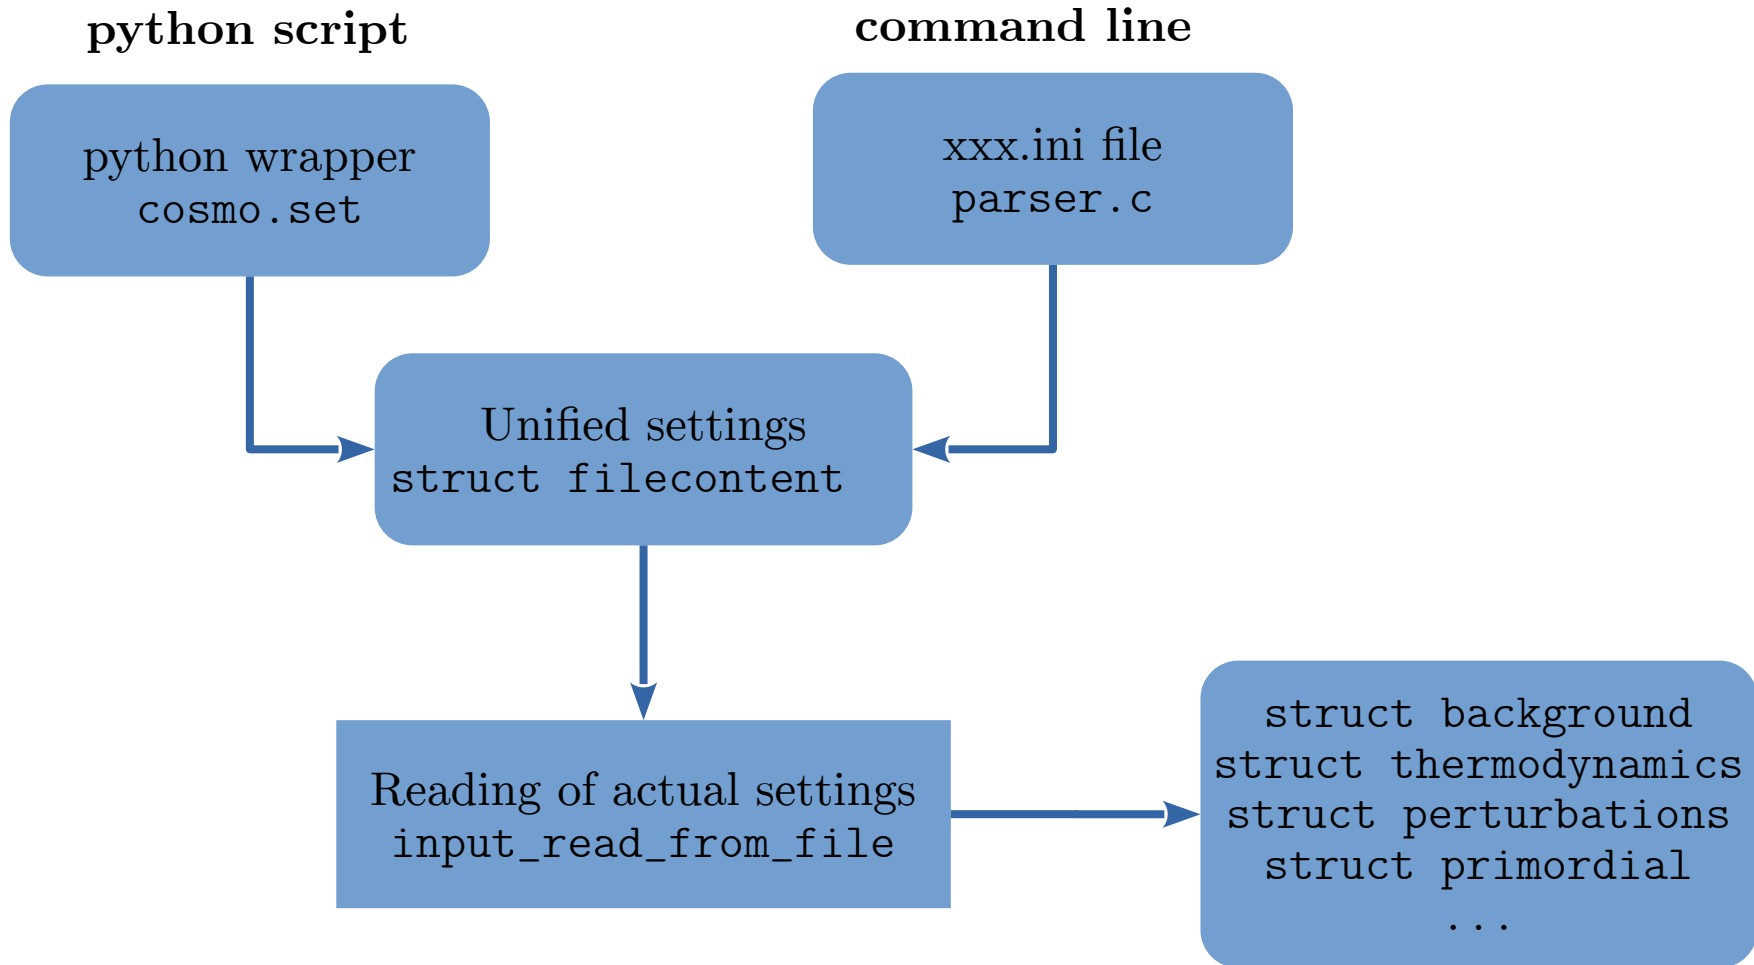 python script
command line
python wrapper
cosmo.set
xxx.ini file
parser.c
Unified settings
struct filecontent
Reading of actual settings
input_read_from_file
struct background
struct thermodynamics
struct perturbations
struct primordial
...